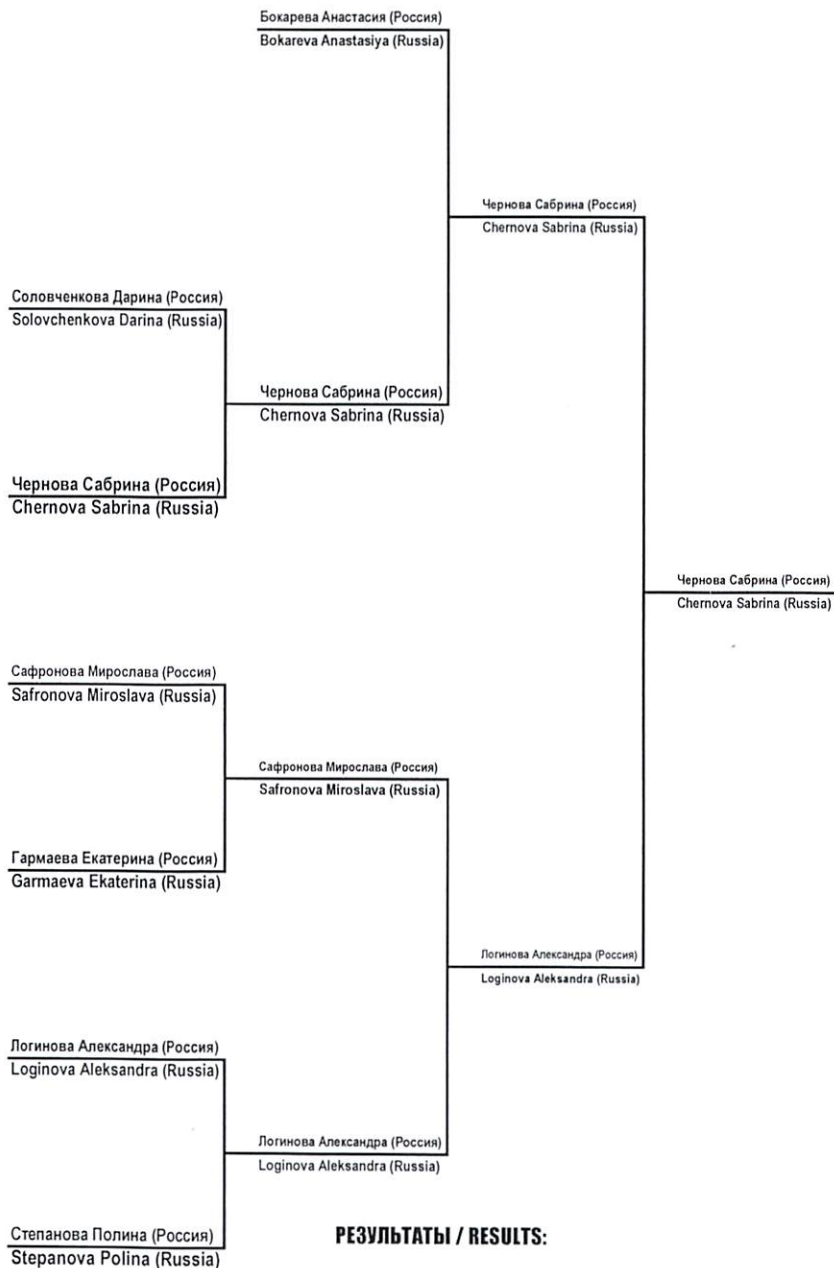 Бокарева Анастасия (Россия)
Bokareva Anastasiya (Russia)
Чернова Сабрина (Россия)
Chernova Sabrina (Russia)
Соловченкова Дарина (Россия)
Solovchenkova Darina (Russia)
Чернова Сабрина (Россия)
Chernova Sabrina (Russia)
Чернова Сабрина (Россия)
Chernova Sabrina (Russia)
Чернова Сабрина (Россия)
Chernova Sabrina (Russia)
Сафронова Мирослава (Россия)
Safronova Miroslava (Russia)
Сафронова Мирослава (Россия)
Safronova Miroslava (Russia)
Гармаева Екатерина (Россия)
Garmaeva Ekaterina (Russia)
Логинова Александра (Россия)
Loginova Aleksandra (Russia)
Логинова Александра (Россия)
Loginova Aleksandra (Russia)
Логинова Александра (Россия)
Loginova Aleksandra (Russia)
Степанова Полина (Россия)
Stepanova Polina (Russia)
РЕЗУЛЬТАТЫ / RESULTS: